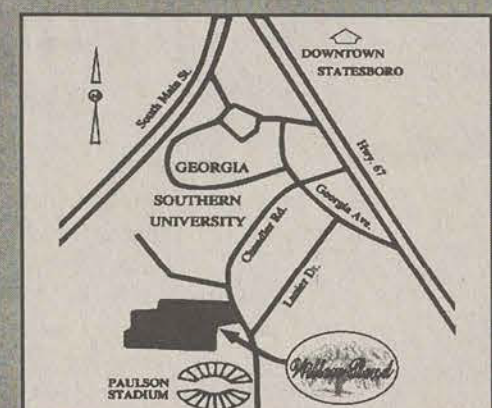 DOWNTOWN
STATESBORO
South Main St.
Hwy. 67
GEORGIA
SOUTHERN
UNIVERSITY
Georgia Ave.
Chandler Rd.
Lanier Dr.
Willow Bend
PAULSON
STADIUM